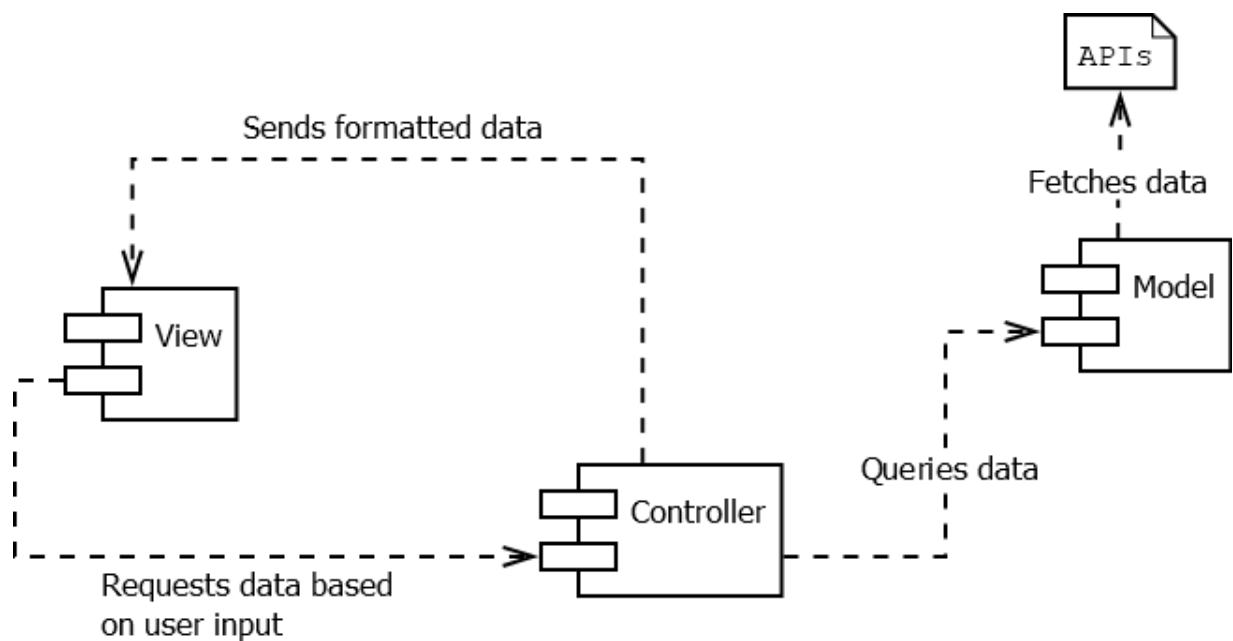 APIs
Sends formatted data
Fetches data
Model
View
Queries data
Controller
Requests data based
on user input